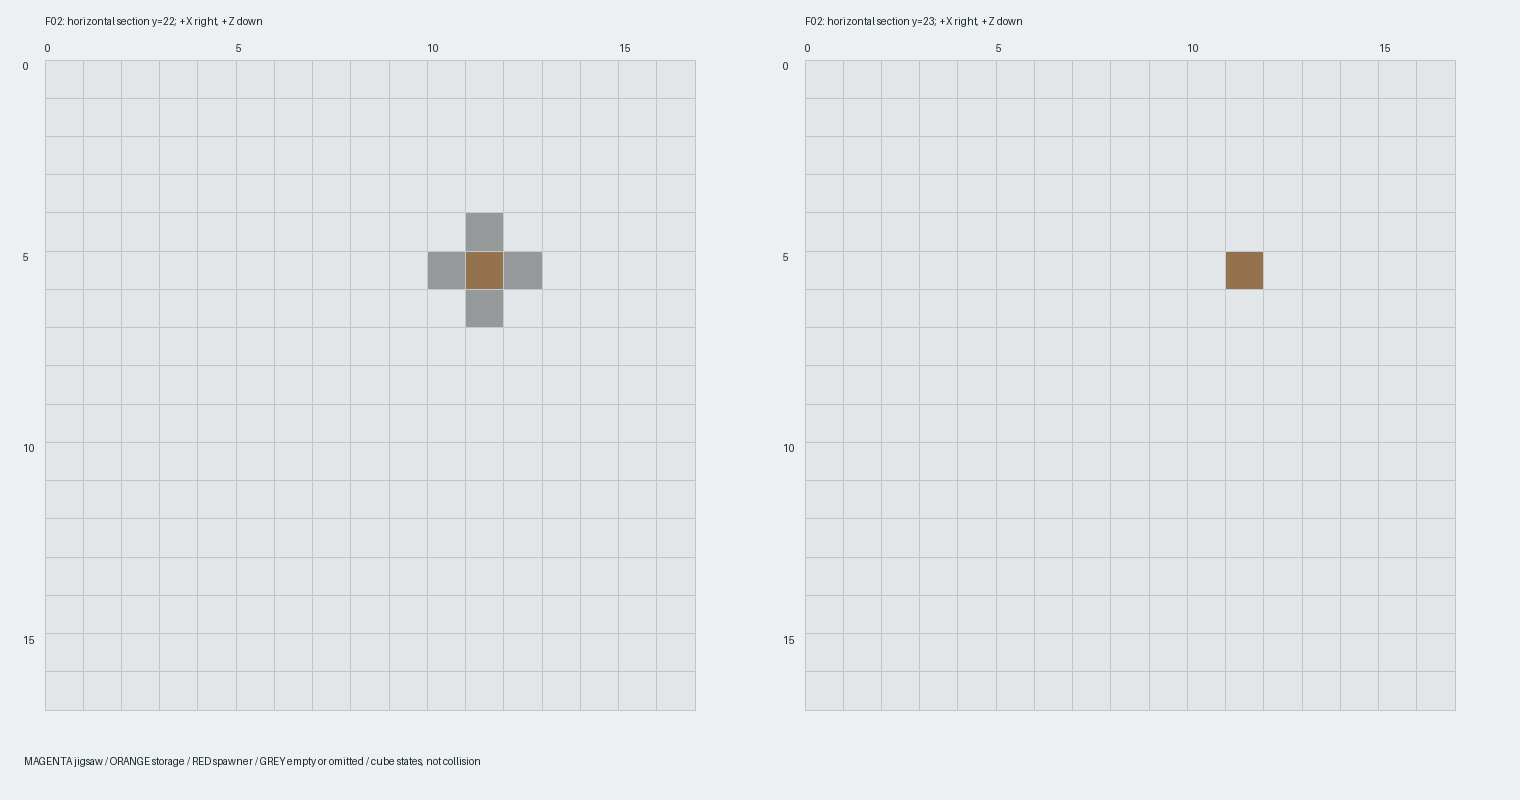 F02: horizontal section y=22; +X right, +Z down
F02: horizontal section y=23; +X right, +Z down
0 5 10 15
0 5 10 15
0 0
5 5
10 10
15 15
MAGENTA jigsaw / ORANGE storage / RED spawner / GREY empty or omitted / cube states, not collision